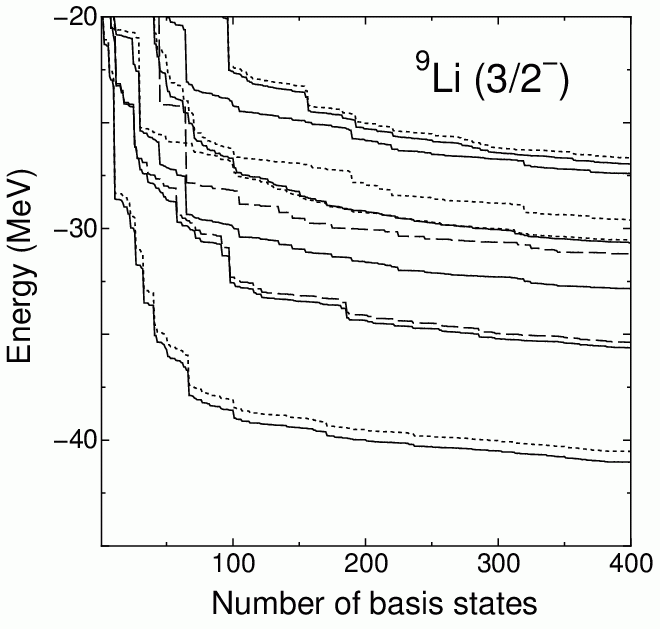 −20
⁹Li (3/2⁻)
−30
−40
Energy (MeV)
100 200 300 400
Number of basis states